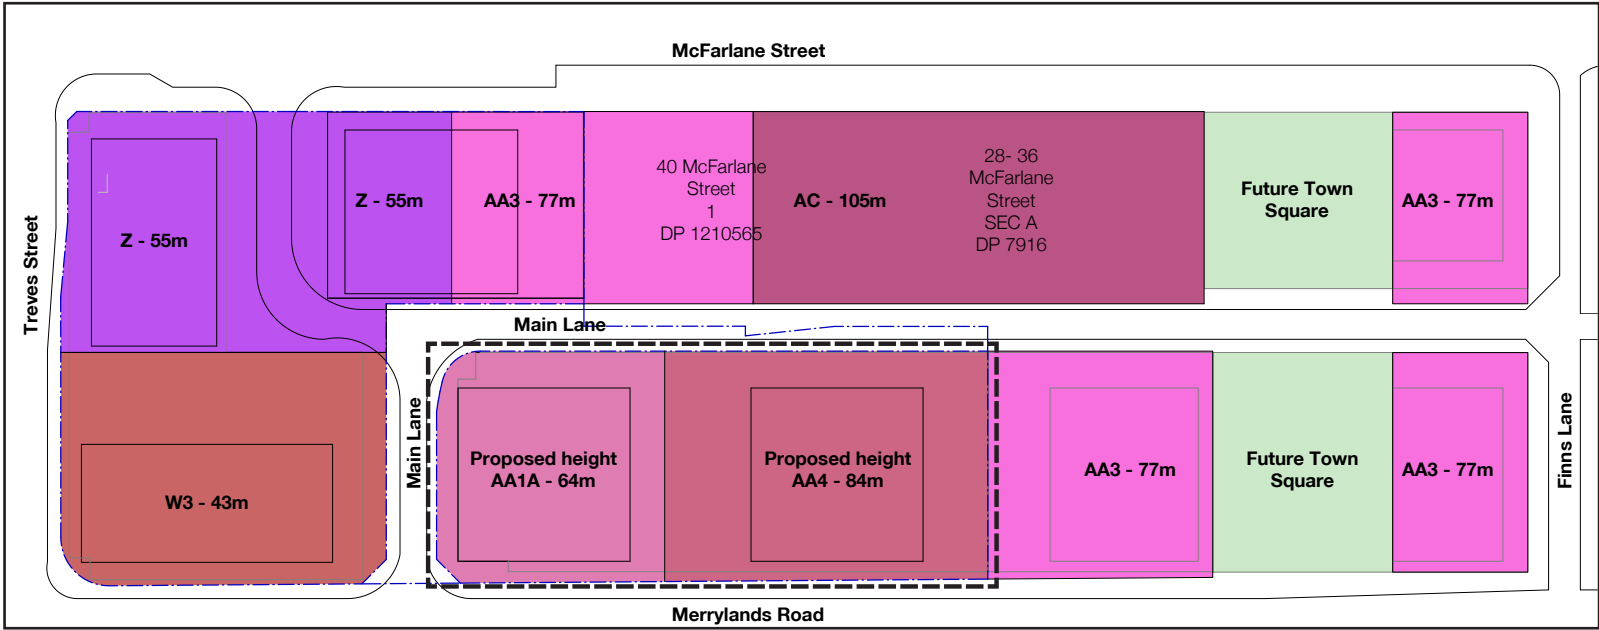 McFarlane Street
Treves Street
Z - 55m
Z - 55m
AA3 - 77m
40 McFarlane
Street
1
DP 1210565
AC - 105m
28- 36
McFarlane
Street
SEC A
DP 7916
Future Town
Square
AA3 - 77m
Main Lane
W3 - 43m
Main Lane
Proposed height
AA1A - 64m
Proposed height
AA4 - 84m
AA3 - 77m
Future Town
Square
AA3 - 77m
Finns Lane
Merrylands Road